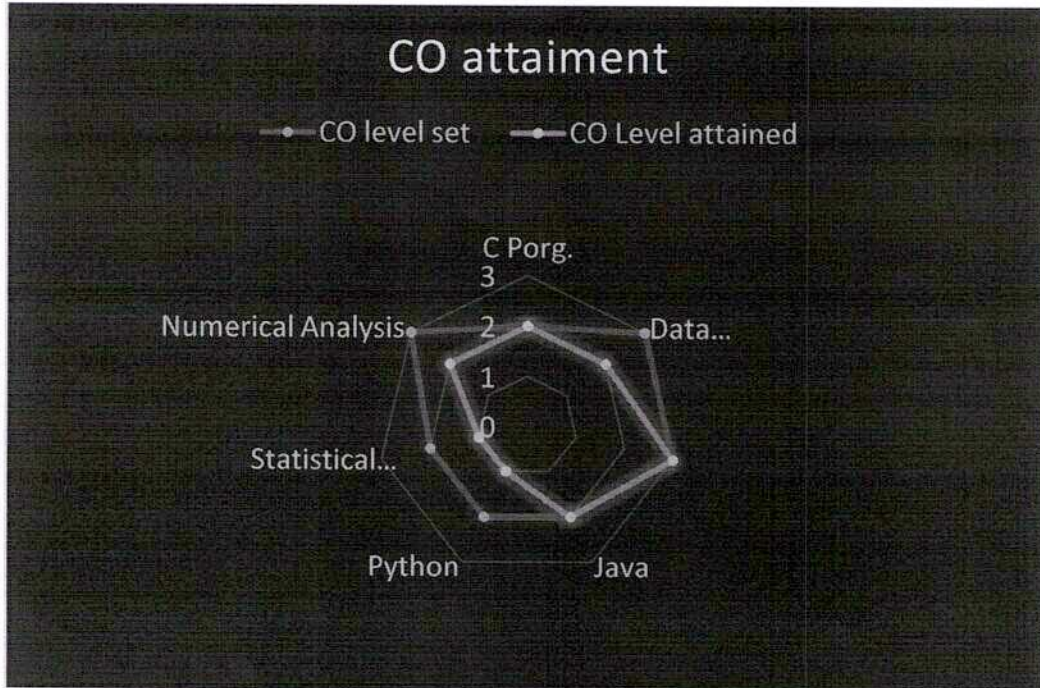 CO attaiment
CO level set
CO Level attained
C Porg.
3
Numerical Analysis
2
Data...
1
0
Statistical...
Python
Java